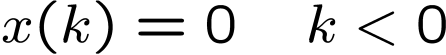 x(k) = 0   k < 0